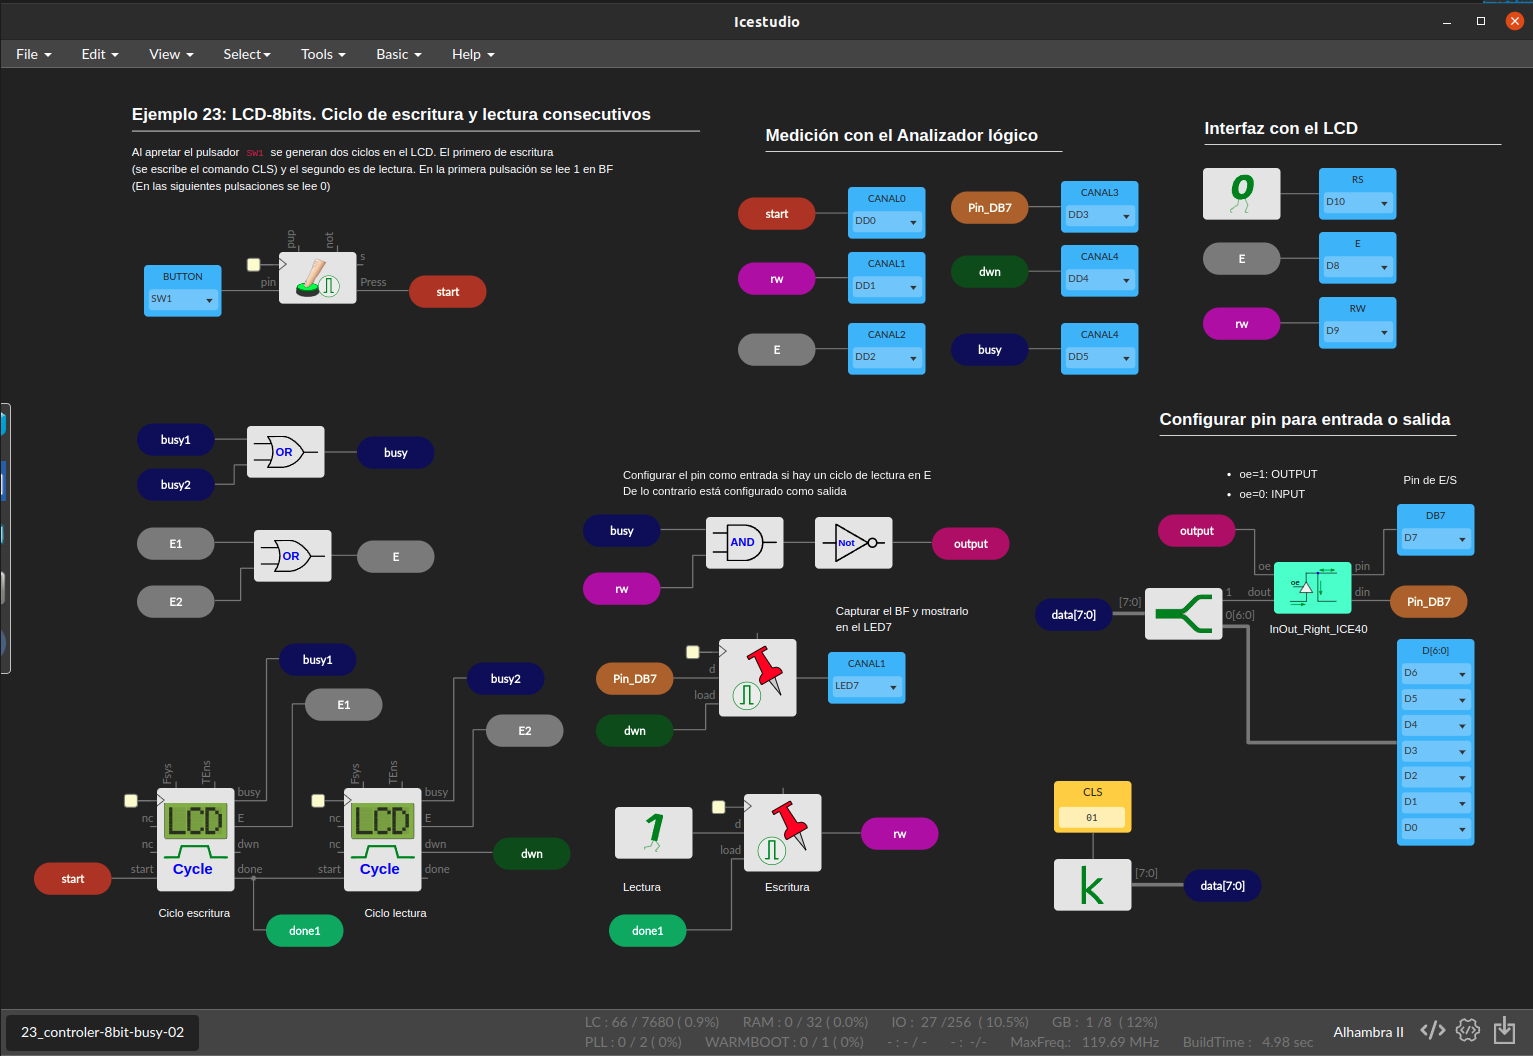 Icestudio
File
Edit
View
Select
Tools
Basic
Help
Ejemplo 23: LCD-8bits. Ciclo de escritura y lectura consecutivos
Al apretar el pulsador SW1 se generan dos ciclos en el LCD. El primero de escritura
(se escribe el comando CLS) y el segundo es de lectura. En la primera pulsación se lee 1 en BF
(En las siguientes pulsaciones se lee 0)
BUTTON
SW1
pup
not
pin
s
Press
start
Medición con el Analizador lógico
start
CANAL0
DD0
Pin_DB7
CANAL3
DD3
rw
CANAL1
DD1
dwn
CANAL4
DD4
E
CANAL2
DD2
busy
CANAL4
DD5
Interfaz con el LCD
0
RS
D10
E
E
D8
rw
RW
D9
busy1
busy2
OR
busy
E1
E2
OR
E
Configurar el pin como entrada si hay un ciclo de lectura en E
De lo contrario está configurado como salida
busy
rw
AND
Not
output
Configurar pin para entrada o salida
oe=1: OUTPUT
oe=0: INPUT
Pin de E/S
output
DB7
D7
data[7:0]
[7:0]
1
0[6:0]
oe
dout
oe
pin
din
InOut_Right_ICE40
Pin_DB7
D[6:0]
D6
D5
D4
D3
D2
D1
D0
Capturar el BF y mostrarlo
en el LED7
Pin_DB7
dwn
d
load
CANAL1
LED7
busy1
E1
busy2
E2
Fsys
TEns
nc
nc
start
LCD
Cycle
busy
E
dwn
done
start
Ciclo escritura
done1
Fsys
TEns
nc
nc
start
LCD
Cycle
busy
E
dwn
done
dwn
Ciclo lectura
1
Lectura
d
load
Escritura
rw
done1
CLS
01
k
[7:0]
data[7:0]
23_controler-8bit-busy-02
LC : 66 / 7680 ( 0.9%) RAM : 0 / 32 ( 0.0%) IO : 27 /256 ( 10.5%) GB : 1 /8 ( 12%)
PLL : 0 / 2 ( 0%) WARMBOOT : 0 / 1 ( 0%) - : - / - - : -/- MaxFreq.: 119.69 MHz BuildTime : 4.98 sec
Alhambra II